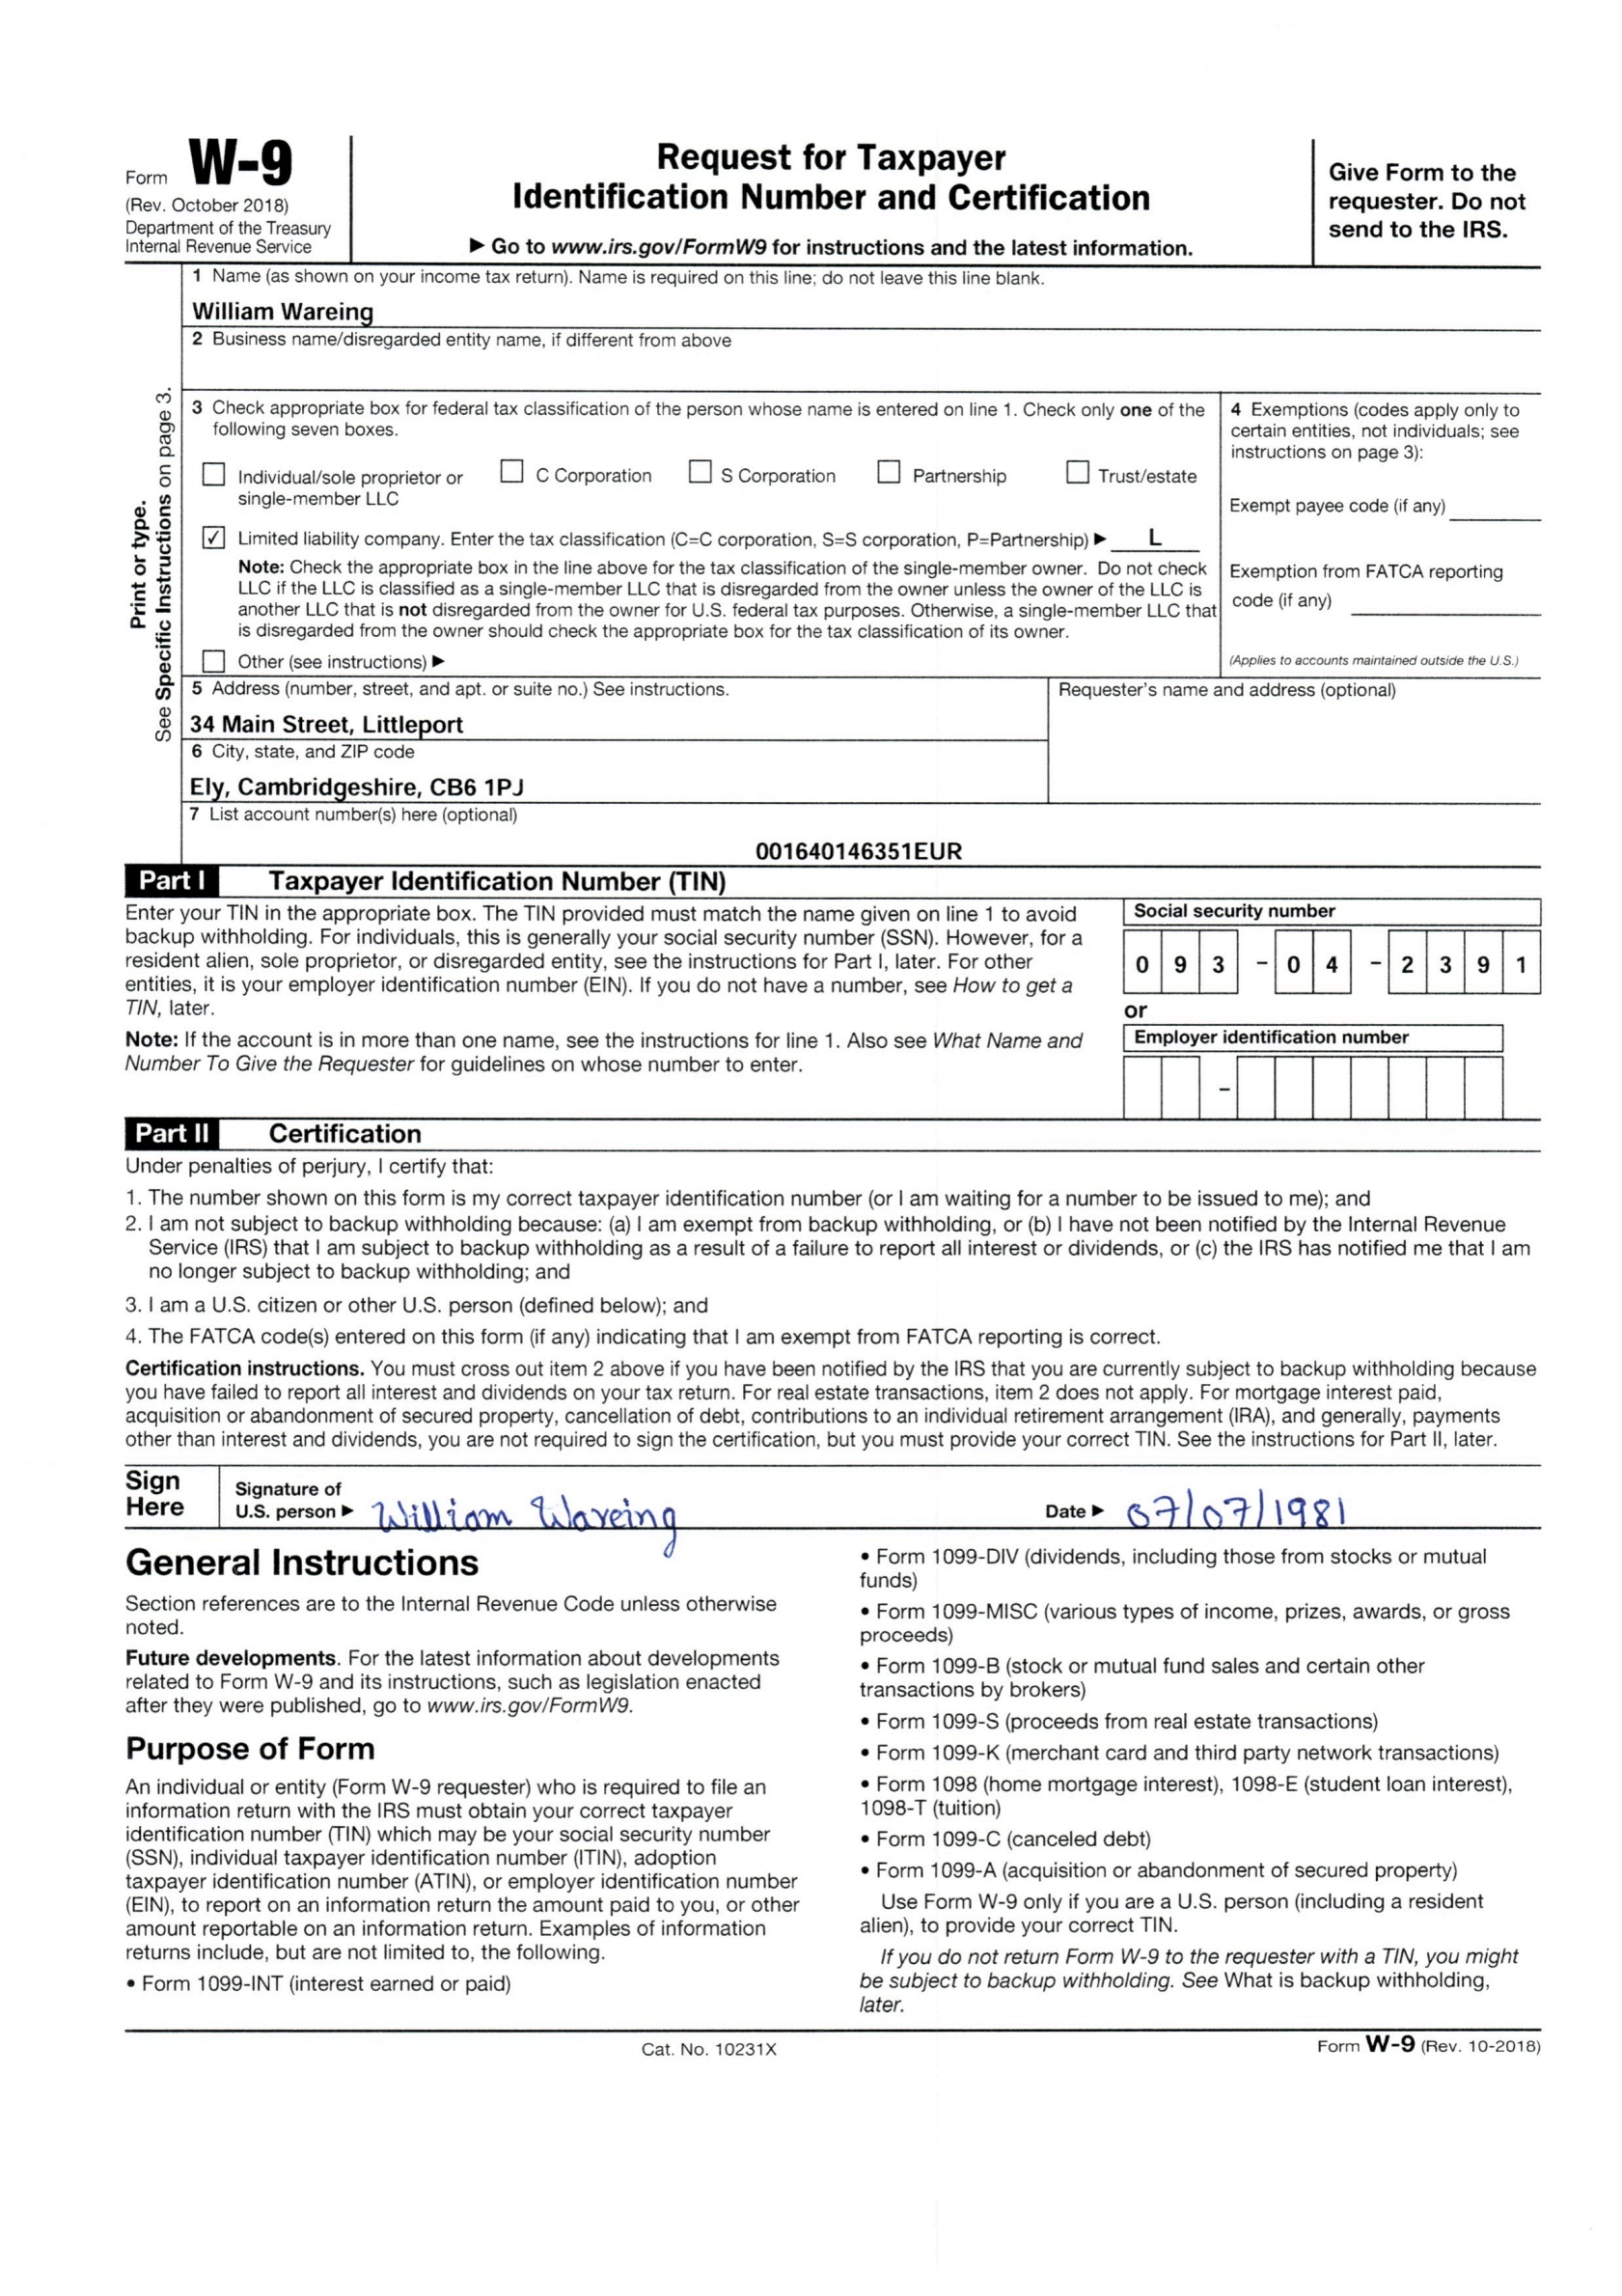 Form W-9
(Rev. October 2018)
Department of the Treasury
Internal Revenue Service
Request for Taxpayer
Identification Number and Certification
▶ Go to www.irs.gov/FormW9 for instructions and the latest information.
Give Form to the
requester. Do not
send to the IRS.
Print or type.
See Specific Instructions on page 3.
1 Name (as shown on your income tax return). Name is required on this line; do not leave this line blank.
William Wareing
2 Business name/disregarded entity name, if different from above
3 Check appropriate box for federal tax classification of the person whose name is entered on line 1. Check only one of the
following seven boxes.
☐ Individual/sole proprietor or
single-member LLC
☐ C Corporation
☐ S Corporation
☐ Partnership
☐ Trust/estate
☑ Limited liability company. Enter the tax classification (C=C corporation, S=S corporation, P=Partnership) ▶ L
Note: Check the appropriate box in the line above for the tax classification of the single-member owner. Do not check
LLC if the LLC is classified as a single-member LLC that is disregarded from the owner unless the owner of the LLC is
another LLC that is not disregarded from the owner for U.S. federal tax purposes. Otherwise, a single-member LLC that
is disregarded from the owner should check the appropriate box for the tax classification of its owner.
☐ Other (see instructions) ▶
4 Exemptions (codes apply only to
certain entities, not individuals; see
instructions on page 3):
Exempt payee code (if any)
Exemption from FATCA reporting
code (if any)
(Applies to accounts maintained outside the U.S.)
5 Address (number, street, and apt. or suite no.) See instructions.
34 Main Street, Littleport
6 City, state, and ZIP code
Ely, Cambridgeshire, CB6 1PJ
Requester's name and address (optional)
7 List account number(s) here (optional)
001640146351EUR
Part I Taxpayer Identification Number (TIN)
Enter your TIN in the appropriate box. The TIN provided must match the name given on line 1 to avoid
backup withholding. For individuals, this is generally your social security number (SSN). However, for a
resident alien, sole proprietor, or disregarded entity, see the instructions for Part I, later. For other
entities, it is your employer identification number (EIN). If you do not have a number, see How to get a
TIN, later.
Note: If the account is in more than one name, see the instructions for line 1. Also see What Name and
Number To Give the Requester for guidelines on whose number to enter.
Social security number
0 9 3 - 0 4 - 2 3 9 1
or
Employer identification number
-
Part II Certification
Under penalties of perjury, I certify that:
1. The number shown on this form is my correct taxpayer identification number (or I am waiting for a number to be issued to me); and
2. I am not subject to backup withholding because: (a) I am exempt from backup withholding, or (b) I have not been notified by the Internal Revenue
Service (IRS) that I am subject to backup withholding as a result of a failure to report all interest or dividends, or (c) the IRS has notified me that I am
no longer subject to backup withholding; and
3. I am a U.S. citizen or other U.S. person (defined below); and
4. The FATCA code(s) entered on this form (if any) indicating that I am exempt from FATCA reporting is correct.
Certification instructions. You must cross out item 2 above if you have been notified by the IRS that you are currently subject to backup withholding because
you have failed to report all interest and dividends on your tax return. For real estate transactions, item 2 does not apply. For mortgage interest paid,
acquisition or abandonment of secured property, cancellation of debt, contributions to an individual retirement arrangement (IRA), and generally, payments
other than interest and dividends, you are not required to sign the certification, but you must provide your correct TIN. See the instructions for Part II, later.
Sign
Here
Signature of
U.S. person ▶ William Wareing
Date ▶ 07/07/1981
General Instructions
Section references are to the Internal Revenue Code unless otherwise
noted.
Future developments. For the latest information about developments
related to Form W-9 and its instructions, such as legislation enacted
after they were published, go to www.irs.gov/FormW9.
Purpose of Form
An individual or entity (Form W-9 requester) who is required to file an
information return with the IRS must obtain your correct taxpayer
identification number (TIN) which may be your social security number
(SSN), individual taxpayer identification number (ITIN), adoption
taxpayer identification number (ATIN), or employer identification number
(EIN), to report on an information return the amount paid to you, or other
amount reportable on an information return. Examples of information
returns include, but are not limited to, the following.
• Form 1099-INT (interest earned or paid)
• Form 1099-DIV (dividends, including those from stocks or mutual
funds)
• Form 1099-MISC (various types of income, prizes, awards, or gross
proceeds)
• Form 1099-B (stock or mutual fund sales and certain other
transactions by brokers)
• Form 1099-S (proceeds from real estate transactions)
• Form 1099-K (merchant card and third party network transactions)
• Form 1098 (home mortgage interest), 1098-E (student loan interest),
1098-T (tuition)
• Form 1099-C (canceled debt)
• Form 1099-A (acquisition or abandonment of secured property)
Use Form W-9 only if you are a U.S. person (including a resident
alien), to provide your correct TIN.
If you do not return Form W-9 to the requester with a TIN, you might
be subject to backup withholding. See What is backup withholding,
later.
Cat. No. 10231X
Form W-9 (Rev. 10-2018)